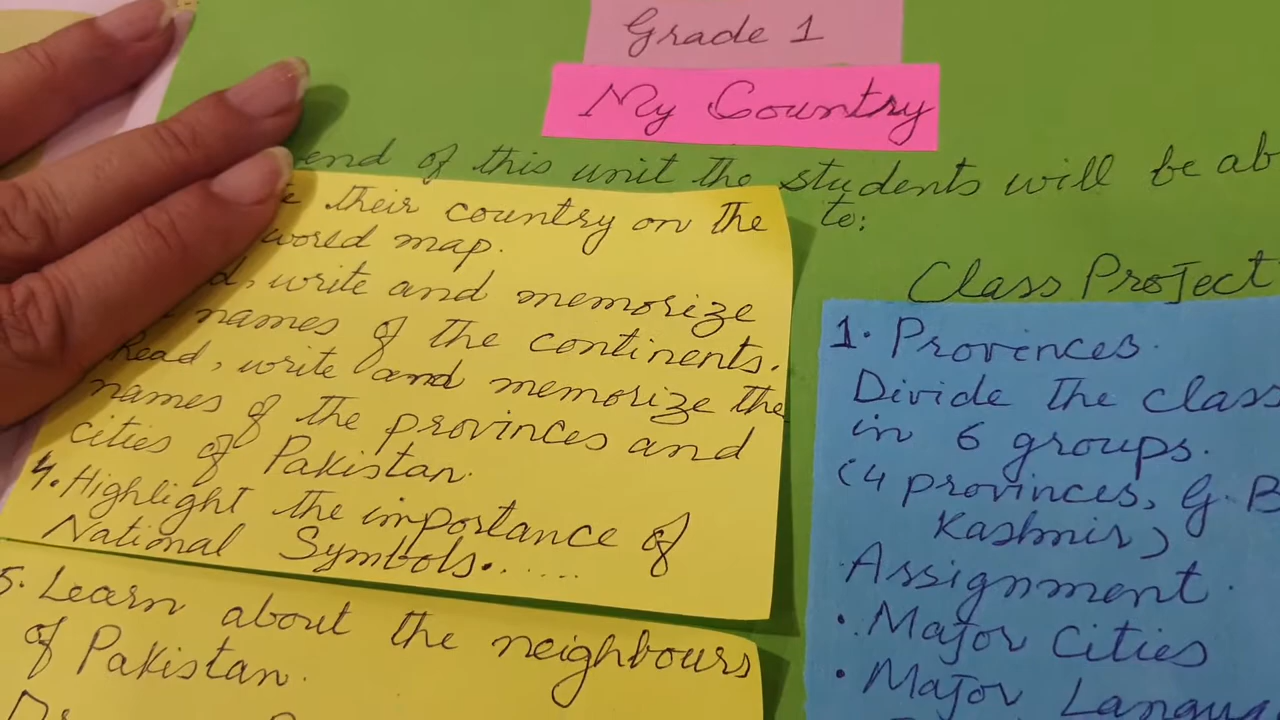 Grade 1
My Country
end of this unit the students will be
to:
their country on the
world map.
write and memorize
names of the continents.
Read, write and memorize the
names of the provinces and
cities of Pakistan.
4. Highlight the importance of
National Symbols......
5. Learn about the neighbours
of Pakistan.
Class Project
1. Provinces.
Divide the class
in 6 groups.
(4 provinces, G.B
Kashmir)
Assignment.
• Major Cities
• Major